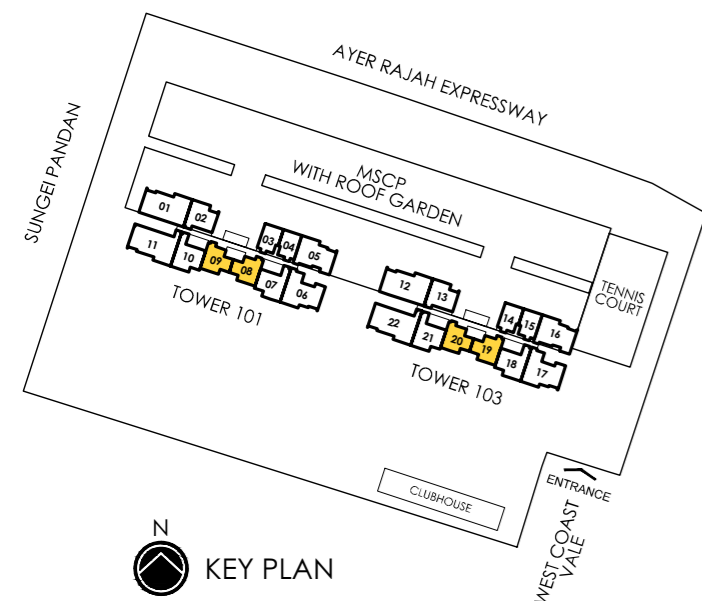 AYER RAJAH EXPRESSWAY
SUNGEI PANDAN
MSCP
WITH ROOF GARDEN
01
02
03
04
05
11
10
09
08
07
06
TOWER 101
TENNIS
COURT
12
13
14
15
16
22
21
20
19
18
17
TOWER 103
CLUBHOUSE
ENTRANCE
WEST COAST
VALE
N
KEY PLAN